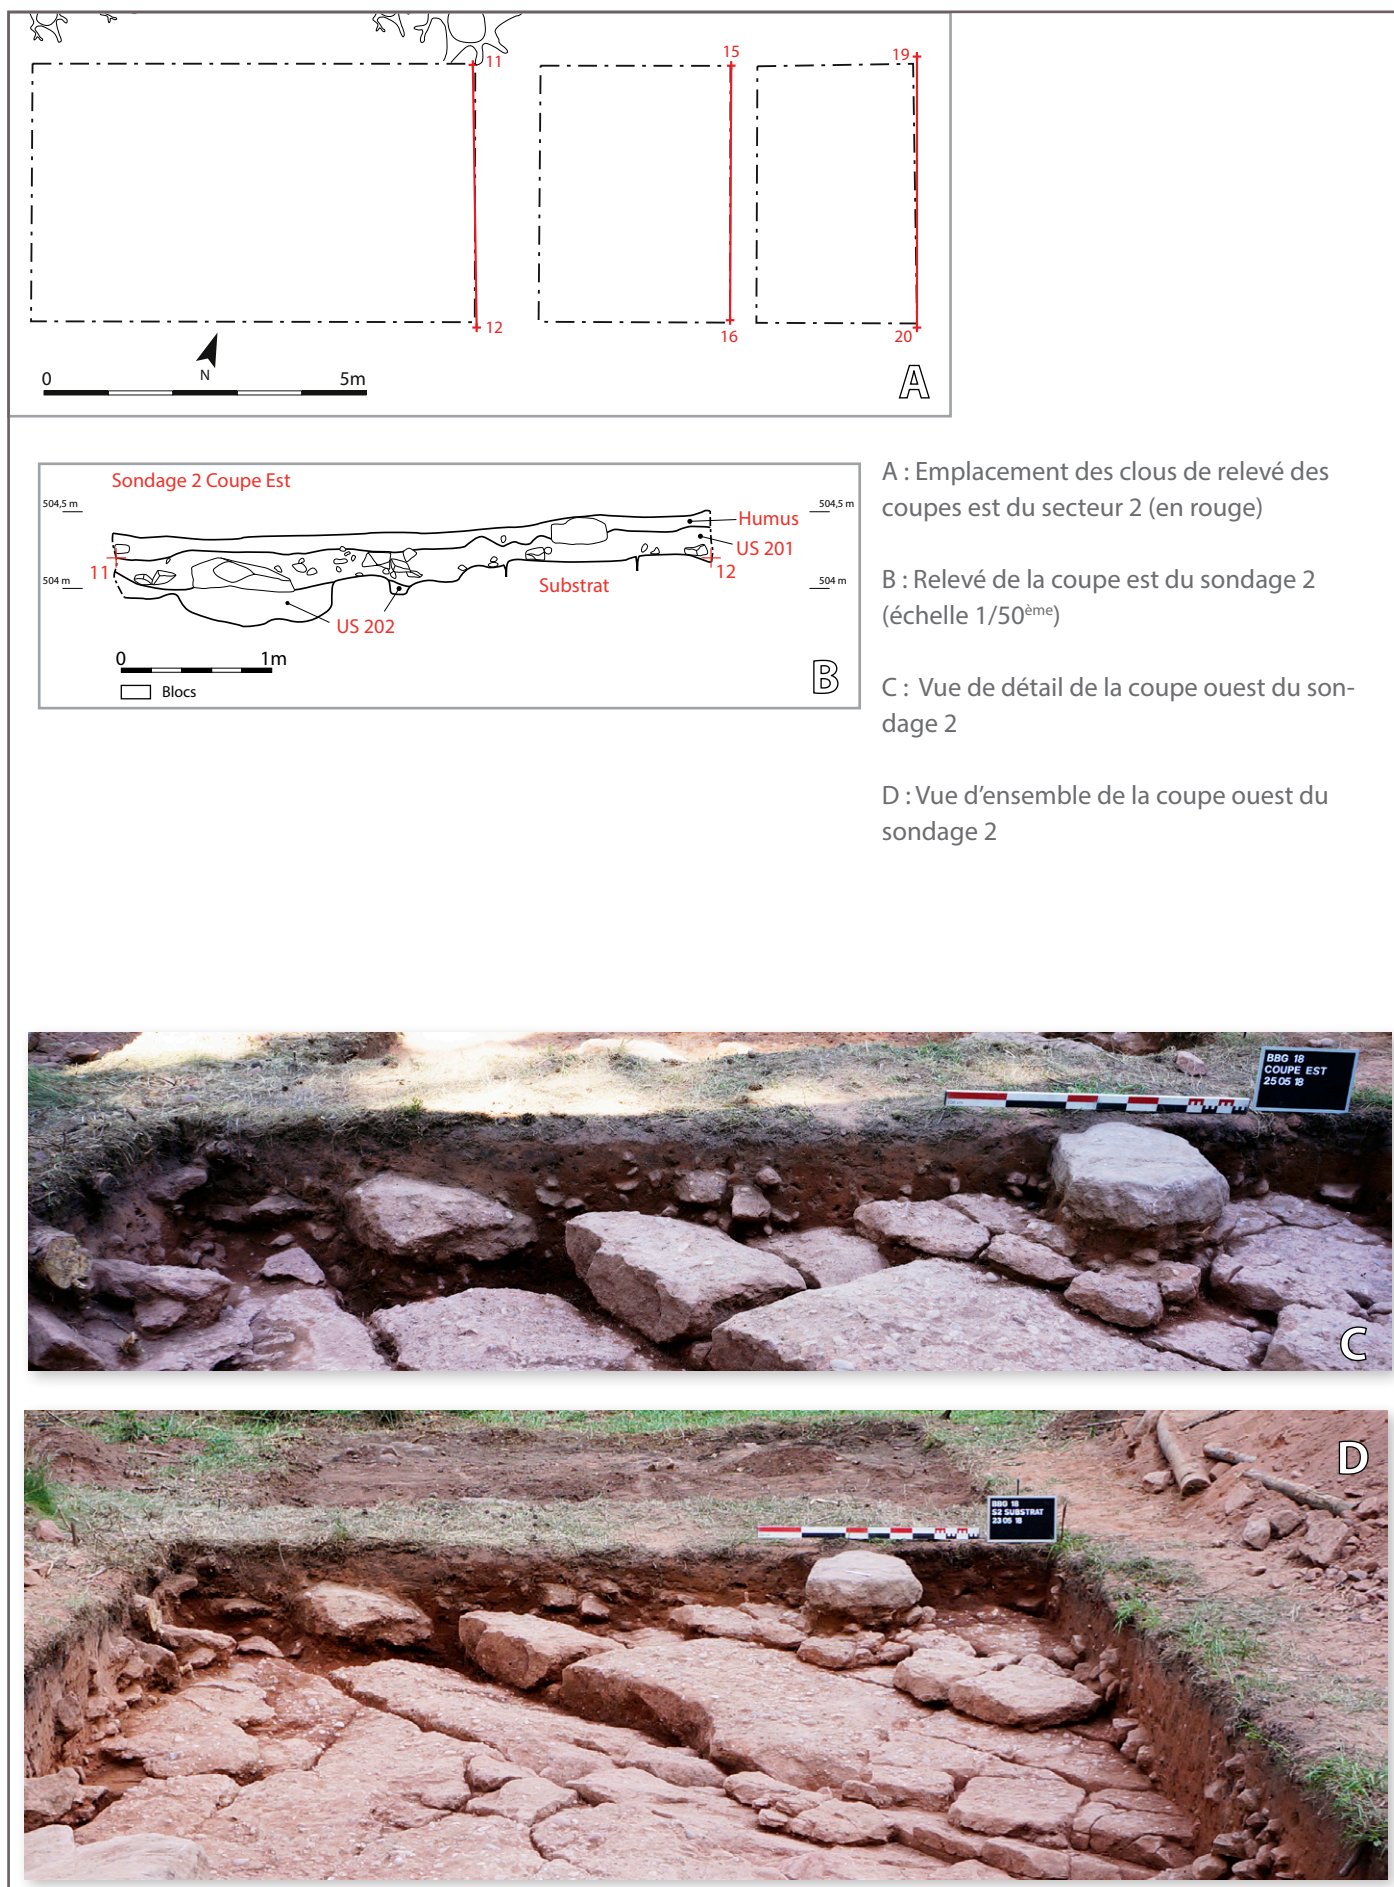 11
15
19
12
16
20
N
0 5m
A
Sondage 2 Coupe Est
504,5 m
504,5 m
Humus
US 201
11
12
504 m
504 m
Substrat
US 202
0 1m
Blocs
B
A : Emplacement des clous de relevé des
coupes est du secteur 2 (en rouge)
B : Relevé de la coupe est du sondage 2
(échelle 1/50ème)
C :  Vue de détail de la coupe ouest du son-
dage 2
D : Vue d’ensemble de la coupe ouest du
sondage 2
BBG 18
COUPE EST
25 05 18
C
D
BBG 18
S2 SUBSTRAT
23 05 18